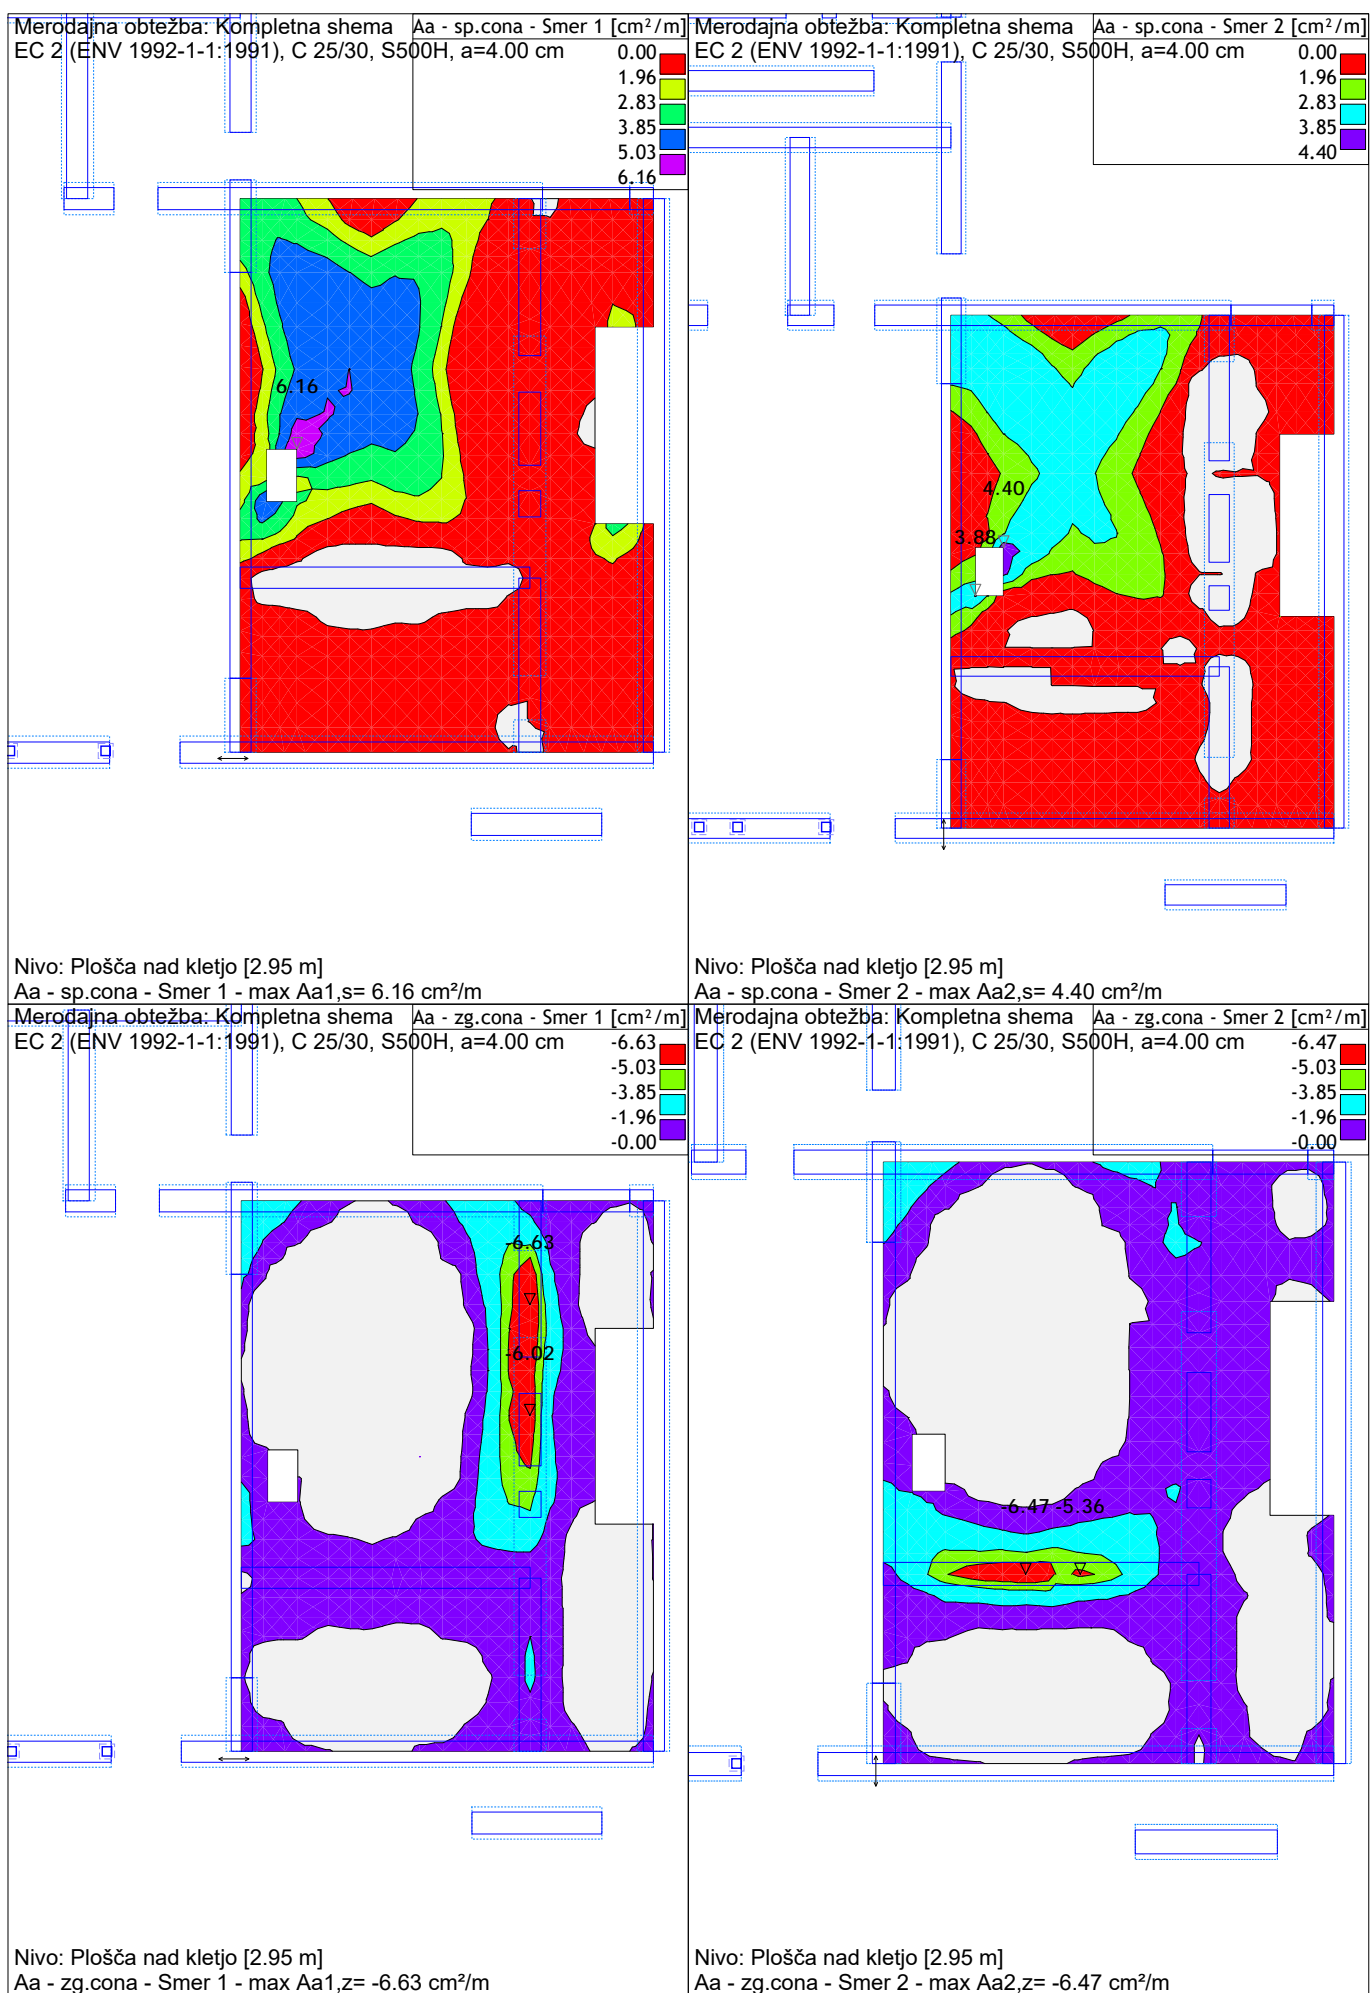 Merodajna obtežba: Kompletna shema
EC 2 (ENV 1992-1-1:1991), C 25/30, S500H, a=4.00 cm
Aa - sp.cona - Smer 1 [cm²/m]
0.00
1.96
2.83
3.85
5.03
6.16
6.16
Nivo: Plošča nad kletjo [2.95 m]
Aa - sp.cona - Smer 1 - max Aa1,s= 6.16 cm²/m
Merodajna obtežba: Kompletna shema
EC 2 (ENV 1992-1-1:1991), C 25/30, S500H, a=4.00 cm
Aa - sp.cona - Smer 2 [cm²/m]
0.00
1.96
2.83
3.85
4.40
4.40
3.88
Nivo: Plošča nad kletjo [2.95 m]
Aa - sp.cona - Smer 2 - max Aa2,s= 4.40 cm²/m
Merodajna obtežba: Kompletna shema
EC 2 (ENV 1992-1-1:1991), C 25/30, S500H, a=4.00 cm
Aa - zg.cona - Smer 1 [cm²/m]
-6.63
-5.03
-3.85
-1.96
-0.00
-6.63
-6.02
Nivo: Plošča nad kletjo [2.95 m]
Aa - zg.cona - Smer 1 - max Aa1,z= -6.63 cm²/m
Merodajna obtežba: Kompletna shema
EC 2 (ENV 1992-1-1:1991), C 25/30, S500H, a=4.00 cm
Aa - zg.cona - Smer 2 [cm²/m]
-6.47
-5.03
-3.85
-1.96
-0.00
-6.47 -5.36
Nivo: Plošča nad kletjo [2.95 m]
Aa - zg.cona - Smer 2 - max Aa2,z= -6.47 cm²/m